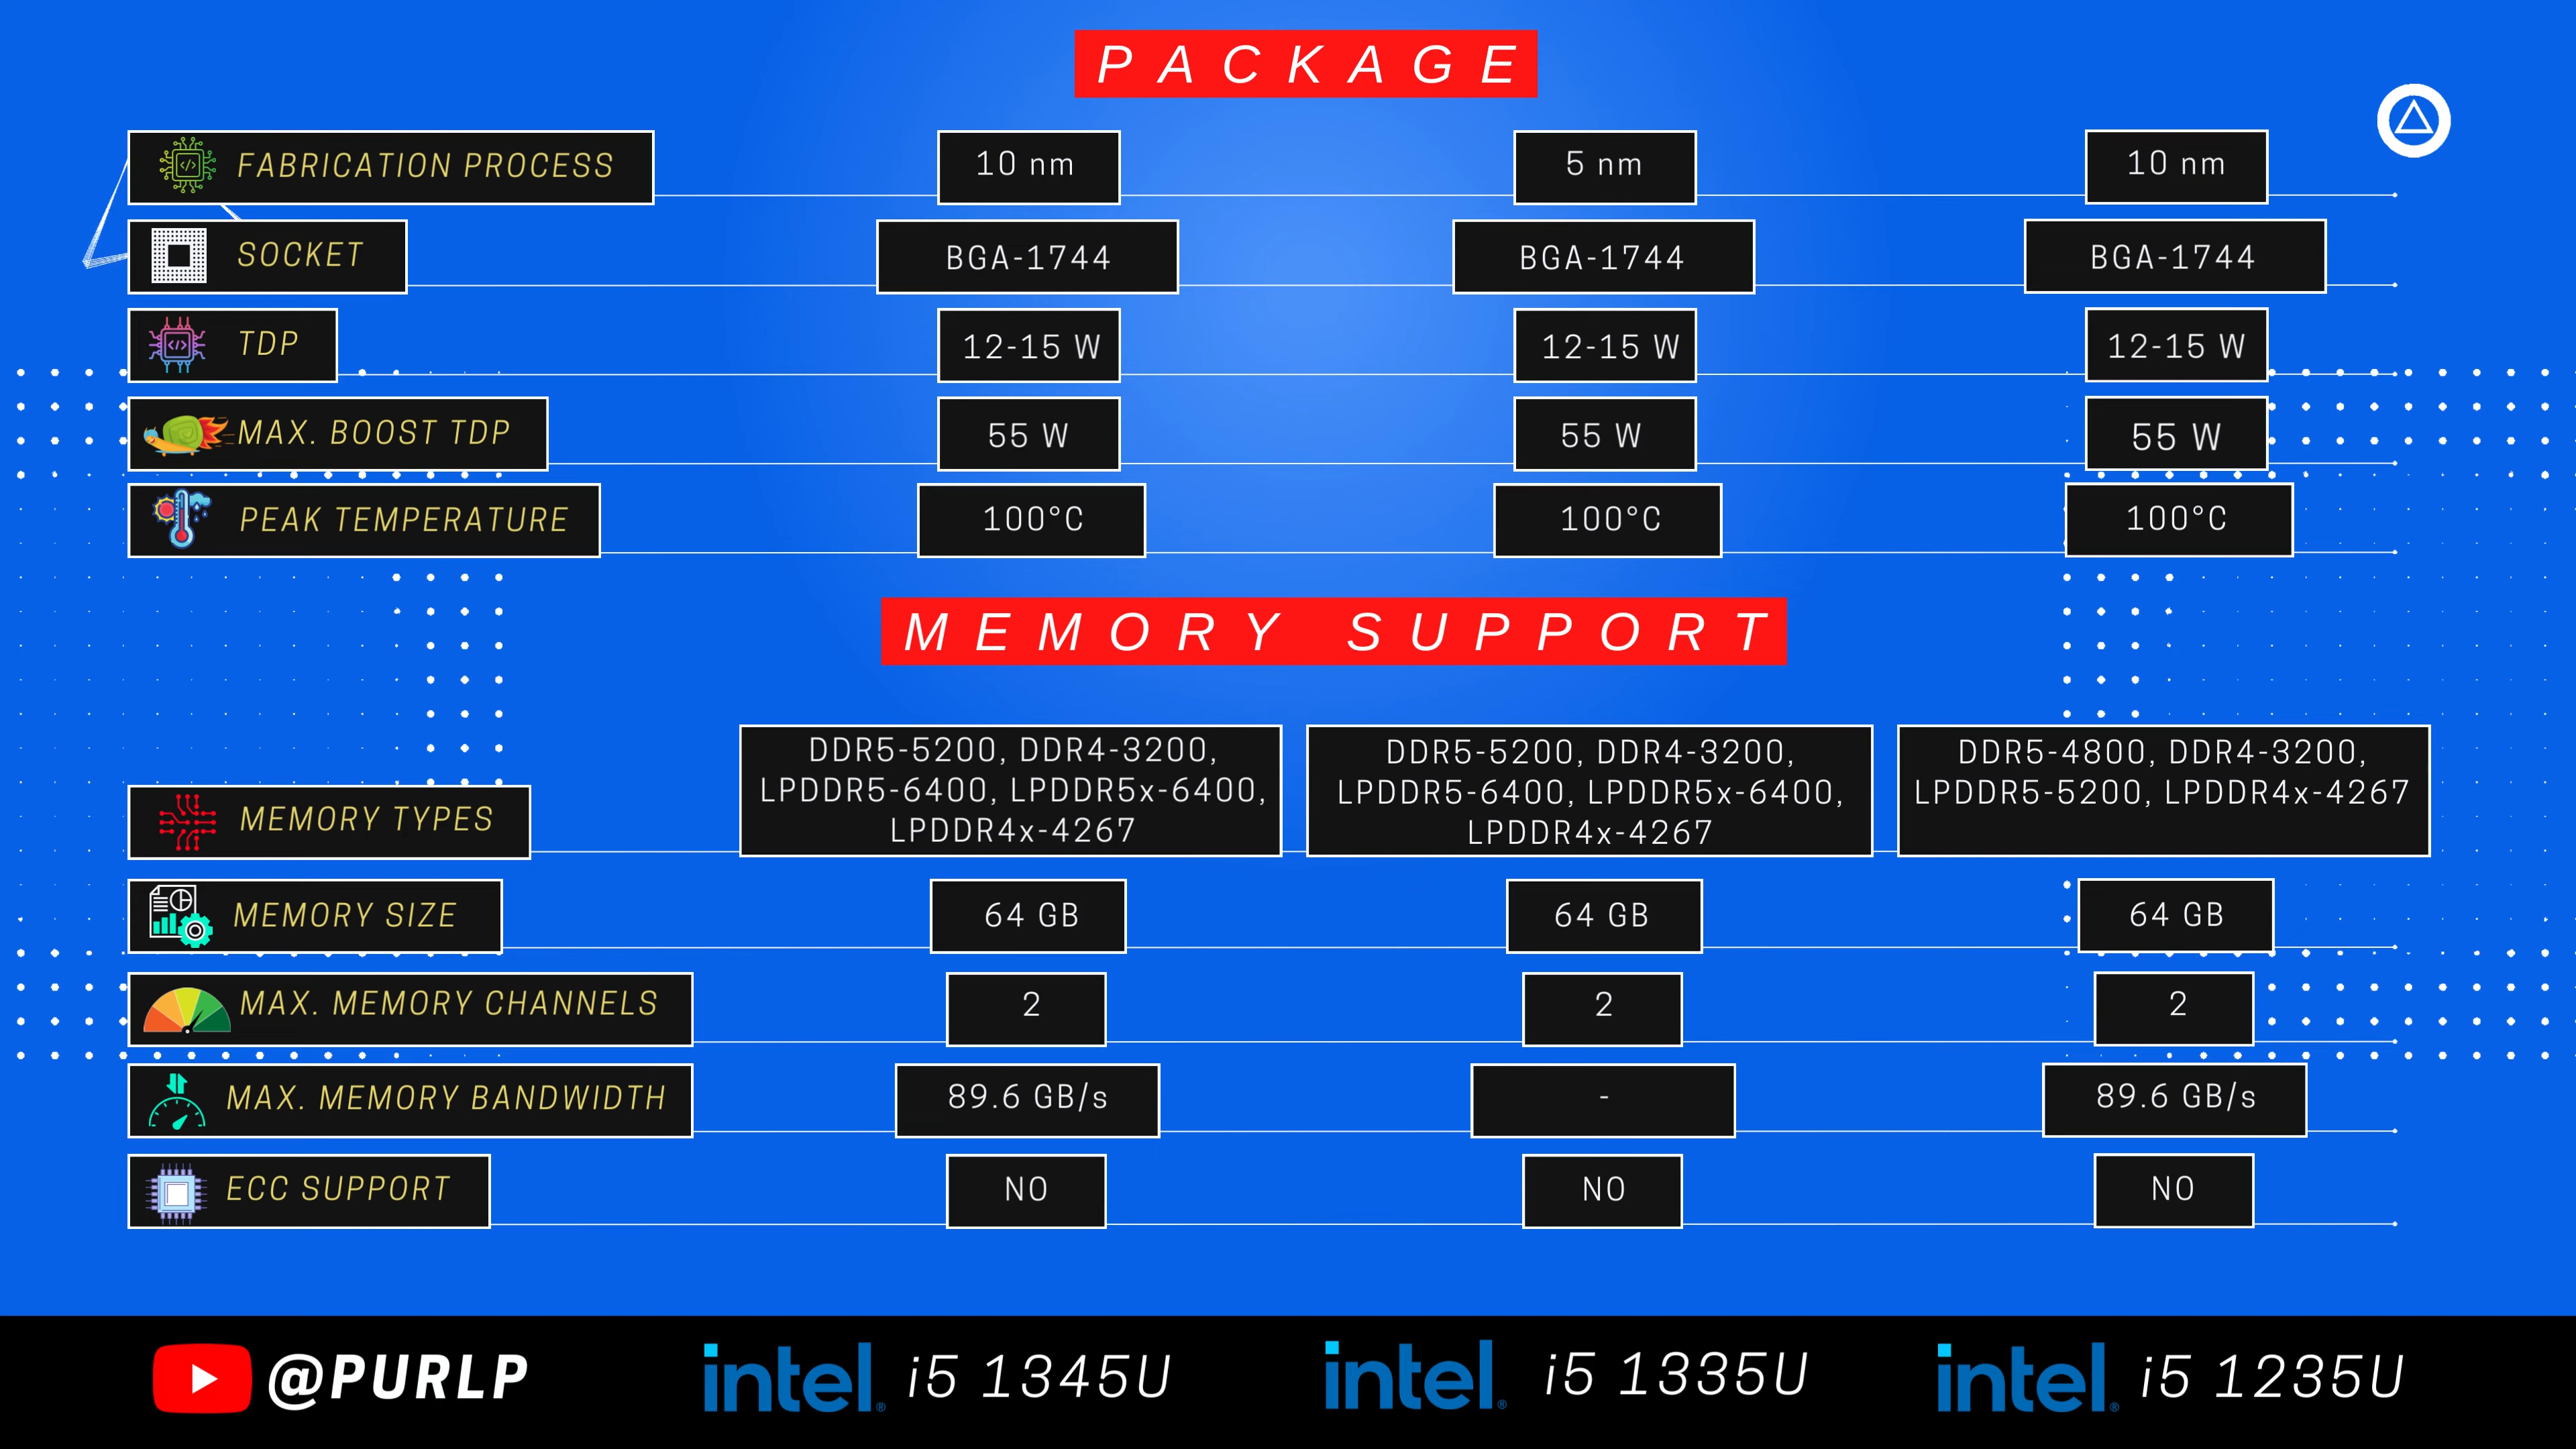 PACKAGE
FABRICATION PROCESS 10 nm 5 nm 10 nm
SOCKET BGA-1744 BGA-1744 BGA-1744
TDP 12-15 W 12-15 W 12-15 W
MAX. BOOST TDP 55 W 55 W 55 W
PEAK TEMPERATURE 100°C 100°C 100°C
MEMORY SUPPORT
MEMORY TYPES
DDR5-5200, DDR4-3200,
LPDDR5-6400, LPDDR5x-6400,
LPDDR4x-4267
DDR5-5200, DDR4-3200,
LPDDR5-6400, LPDDR5x-6400,
LPDDR4x-4267
DDR5-4800, DDR4-3200,
LPDDR5-5200, LPDDR4x-4267
MEMORY SIZE 64 GB 64 GB 64 GB
MAX. MEMORY CHANNELS 2 2 2
MAX. MEMORY BANDWIDTH 89.6 GB/s - 89.6 GB/s
ECC SUPPORT NO NO NO
@PURLP intel® i5 1345U intel® i5 1335U intel® i5 1235U